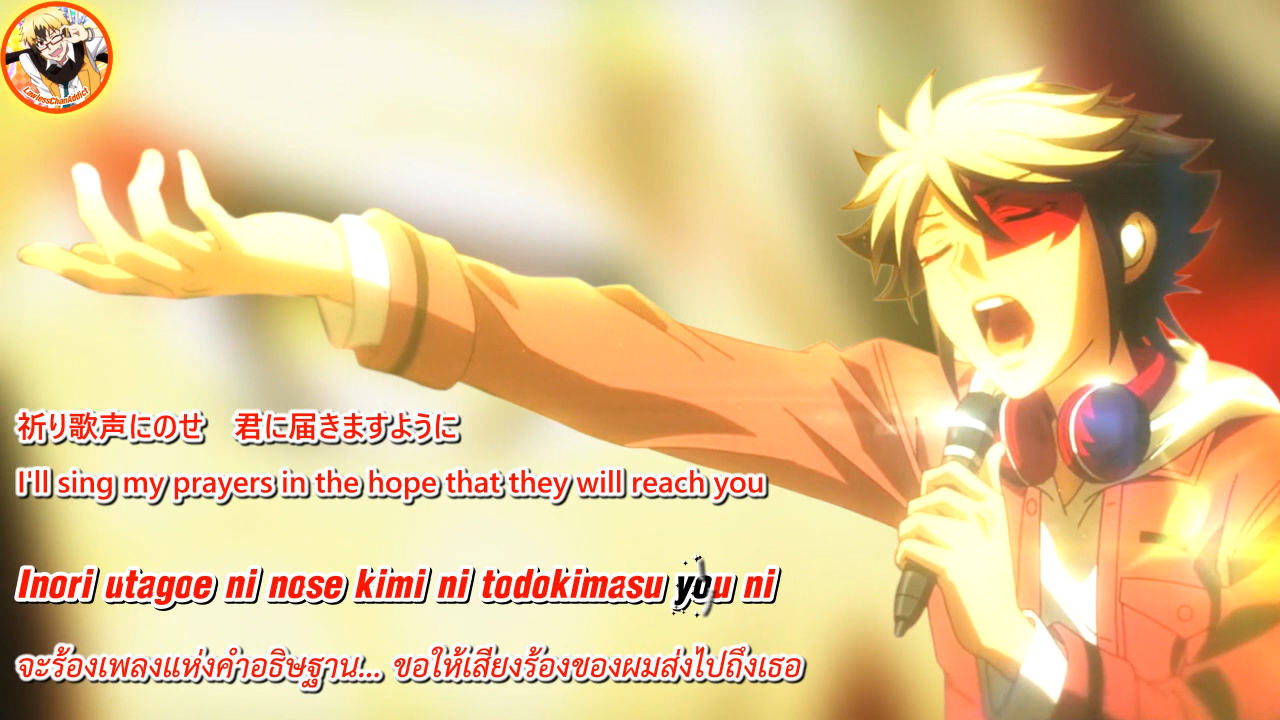 LawlessChanAddict
祈り歌声にのせ　君に届きますように
I'll sing my prayers in the hope that they will reach you
Inori utagoe ni nose kimi ni todokimasu you ni
จะร้องเพลงแห่งคำอธิษฐาน... ขอให้เสียงร้องของผมส่งไปถึงเธอ